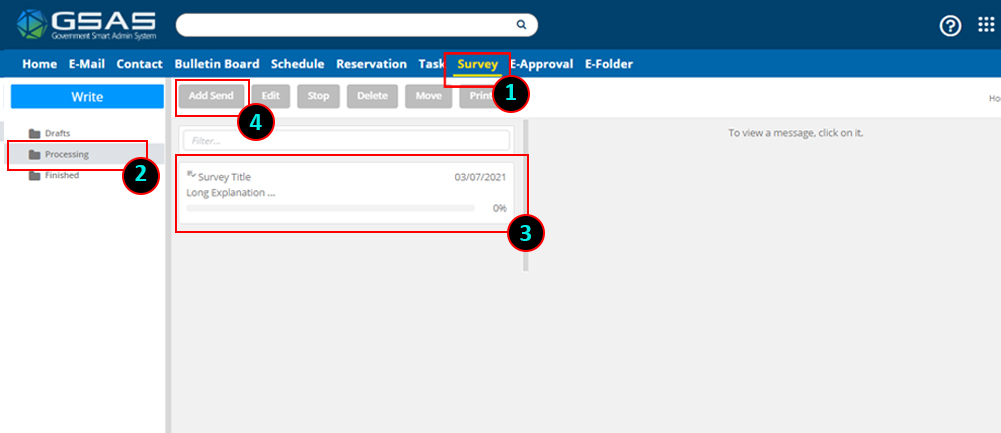 GSAS
Government Smart Admin System
Home E-Mail Contact Bulletin Board Schedule Reservation Task Survey E-Approval E-Folder
1
Write
Add Send Edit Stop Delete Move Print
4
Drafts
Processing
2
Finished
Filter...
Survey Title 03/07/2021
Long Explanation ...
0%
3
To view a message, click on it.